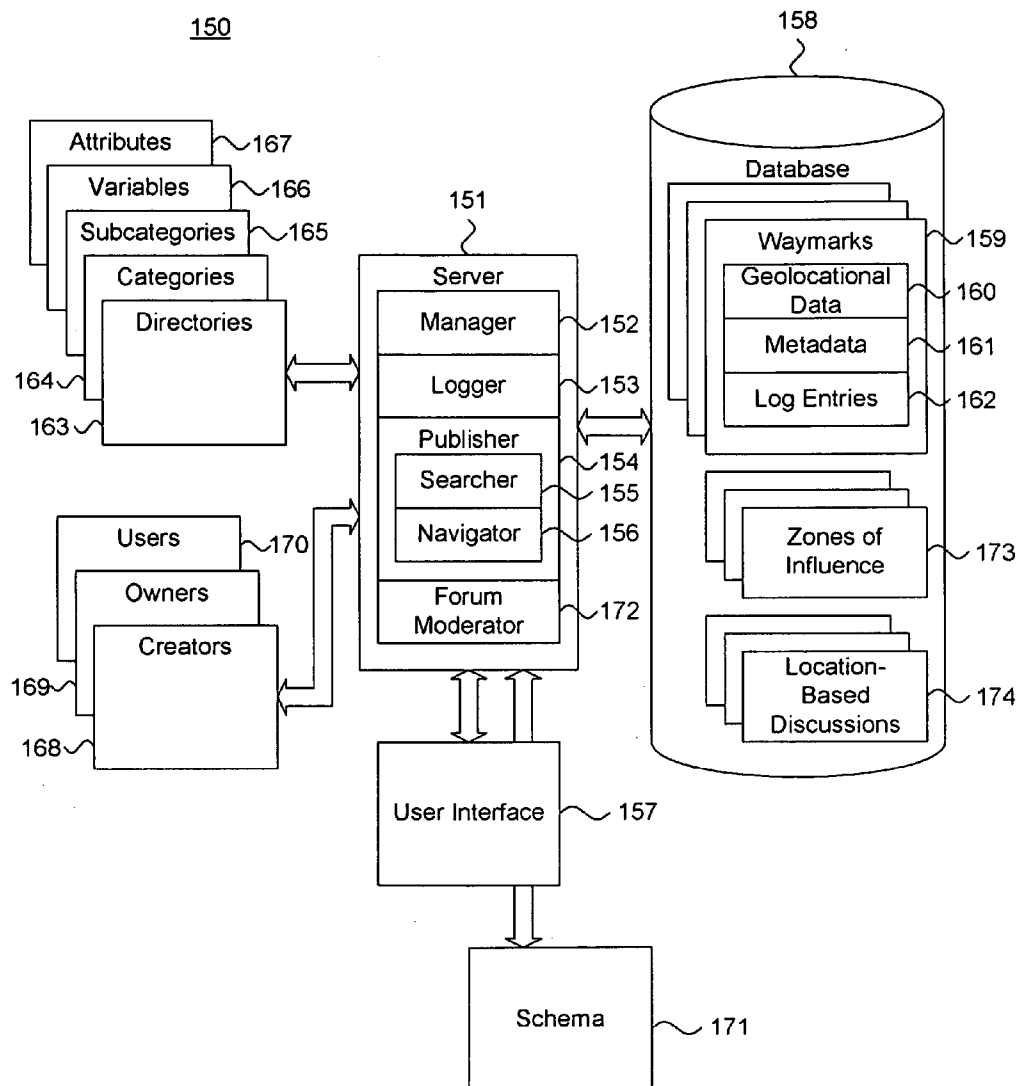 150
158
Attributes
167
Variables
166
Subcategories
165
Categories
Directories
164
163
151
Server
Manager
152
Logger
153
Publisher
154
Searcher
155
Navigator
156
Forum
Moderator
172
Database
Waymarks
159
Geolocational
Data
160
Metadata
161
Log Entries
162
Zones of
Influence
173
Location-
Based
Discussions
174
Users
170
Owners
Creators
169
168
User Interface
157
Schema
171